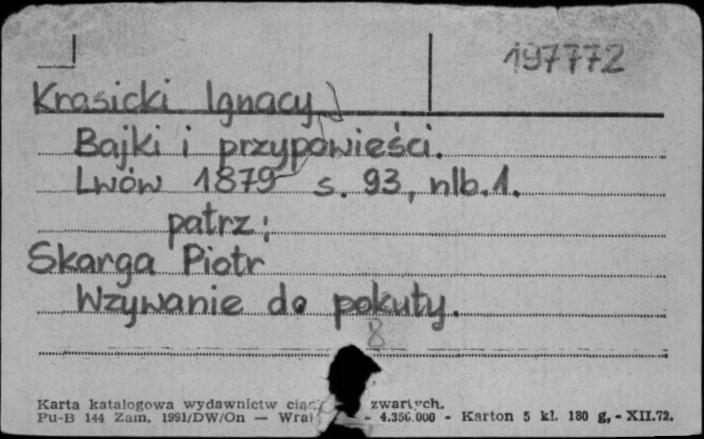 197772
Krasicki Ignacy
Bajki i przypowieści.
Lwów 1879 s. 93, nlb. 1.
patrz:
Skarga Piotr
Wzywanie do pokuty.
8
Karta katalogowa wydawnictw zwartych.
Pu-B 144 Zam. 1991/DW/On — 4.350.000 - Karton 5 kl. 180 g, - XII.72.